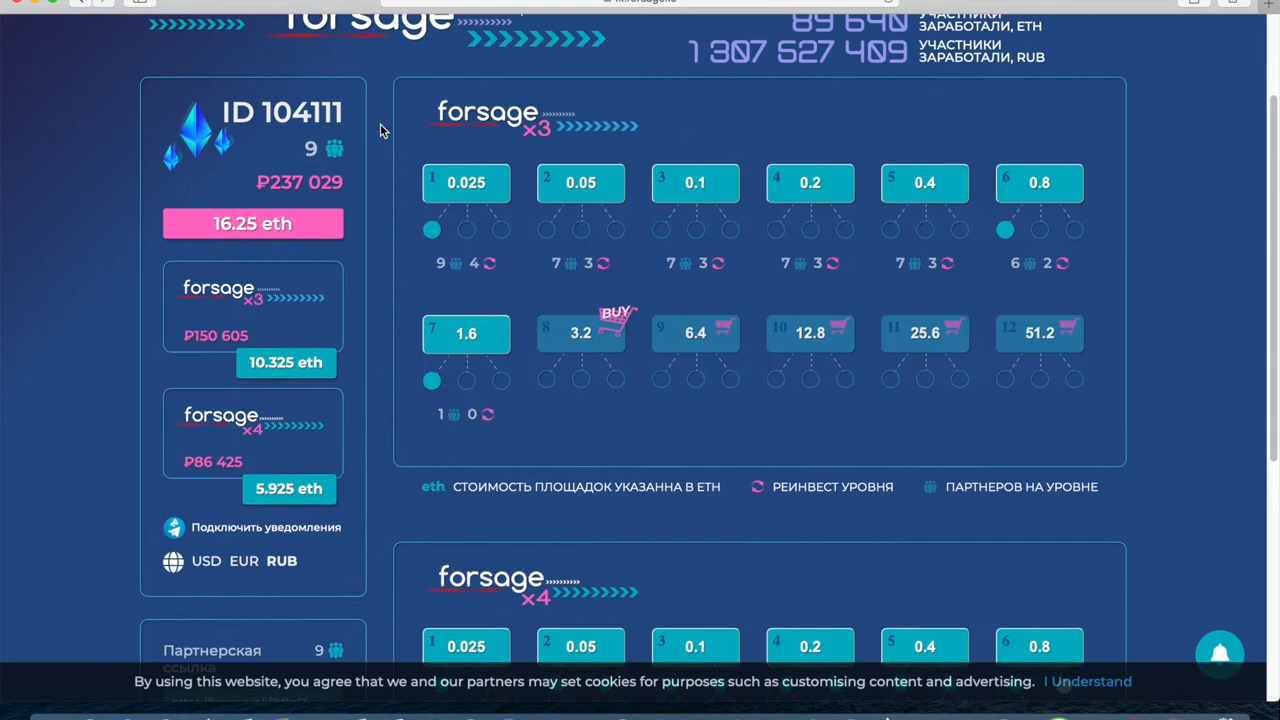 forsage
89 690 УЧАСТНИКИ
ЗАРАБОТАЛИ, ETH
1 307 527 409 УЧАСТНИКИ
ЗАРАБОТАЛИ, RUB
ID 104111
9
₽237 029
16.25 eth
forsage
x3
₽150 605
10.325 eth
forsage
x4
₽86 425
5.925 eth
Подключить уведомления
USD EUR RUB
Партнерская 9
ссылка
forsage
x3
1 0.025 2 0.05 3 0.1 4 0.2 5 0.4 6 0.8
9 4 7 3 7 3 7 3 7 3 6 2
BUY
7 1.6 8 3.2 9 6.4 10 12.8 11 25.6 12 51.2
1 0
eth СТОИМОСТЬ ПЛОЩАДОК УКАЗАННА В ETH РЕИНВЕСТ УРОВНЯ ПАРТНЕРОВ НА УРОВНЕ
forsage
x4
1 0.025 2 0.05 3 0.1 4 0.2 5 0.4 6 0.8
By using this website, you agree that we and our partners may set cookies for purposes such as customising content and advertising. I Understand